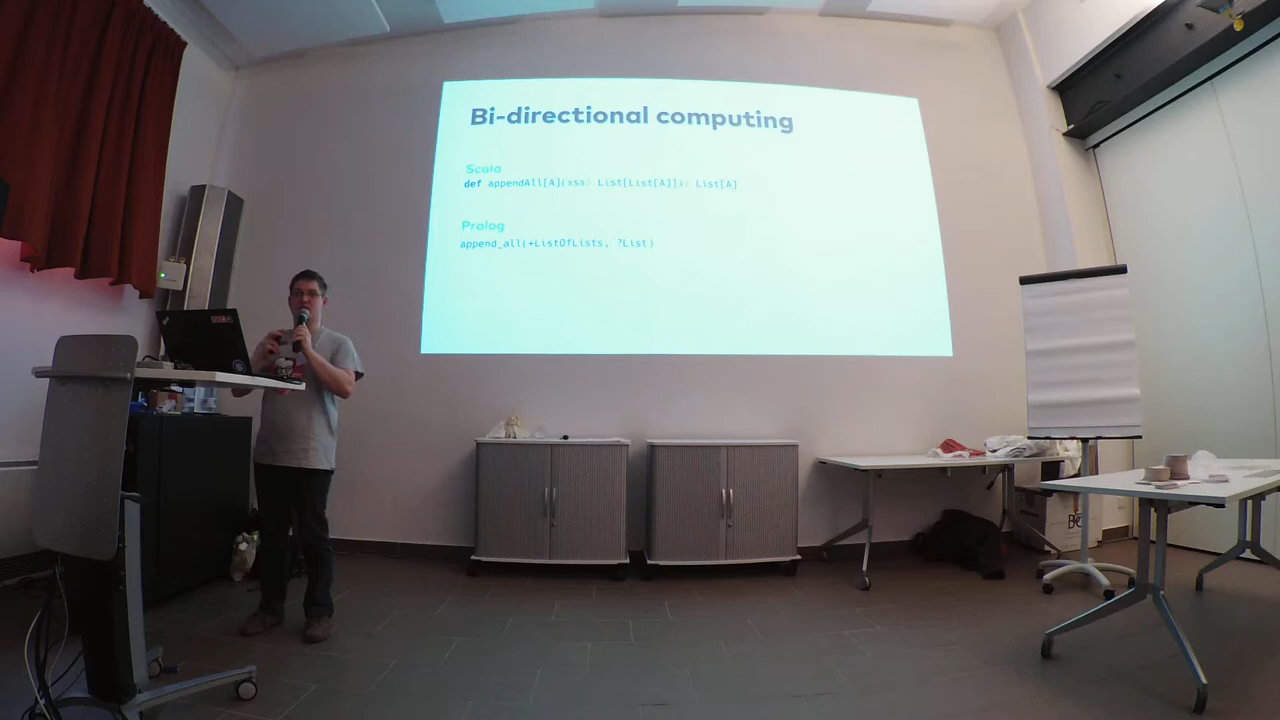 Bi-directional computing
Scala
def appendAll[A](xss: List[List[A]]): List[A]
Prolog
append_all(+ListOfLists, ?List)